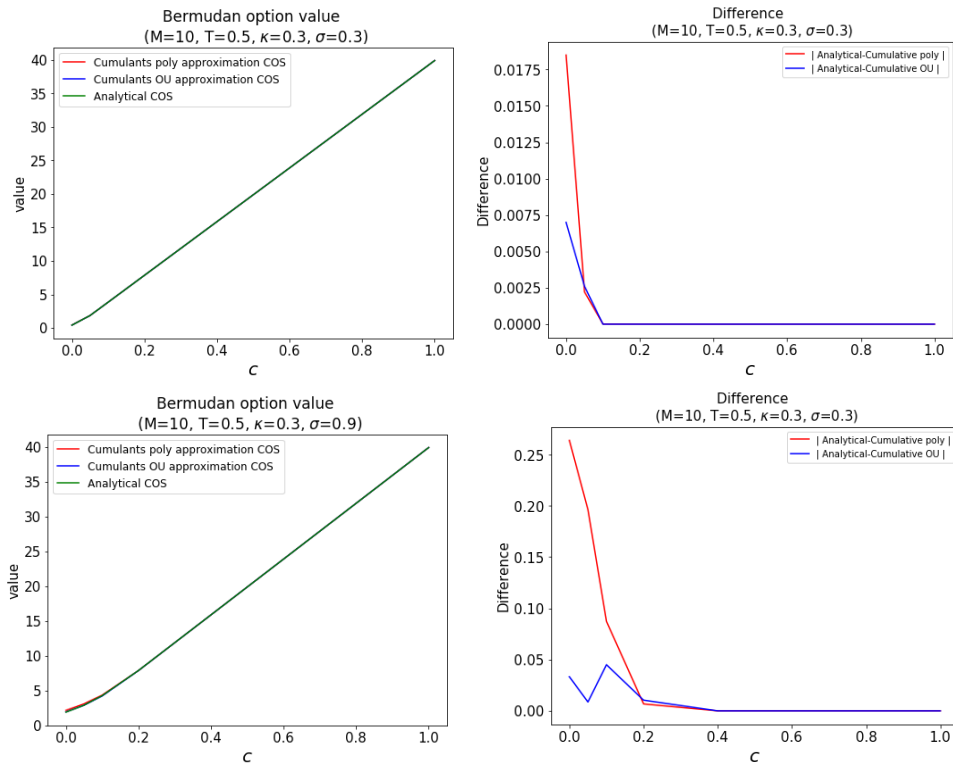 Bermudan option value
(M=10, T=0.5, κ=0.3, σ=0.3)
Cumulants poly approximation COS
Cumulants OU approximation COS
Analytical COS
value
40
35
30
25
20
15
10
5
0
0.0 0.2 0.4 0.6 0.8 1.0
c
Difference
(M=10, T=0.5, κ=0.3, σ=0.3)
| Analytical-Cumulative poly |
| Analytical-Cumulative OU |
Difference
0.0175
0.0150
0.0125
0.0100
0.0075
0.0050
0.0025
0.0000
0.0 0.2 0.4 0.6 0.8 1.0
c
Bermudan option value
(M=10, T=0.5, κ=0.3, σ=0.9)
Cumulants poly approximation COS
Cumulants OU approximation COS
Analytical COS
value
40
35
30
25
20
15
10
5
0
0.0 0.2 0.4 0.6 0.8 1.0
c
Difference
(M=10, T=0.5, κ=0.3, σ=0.3)
| Analytical-Cumulative poly |
| Analytical-Cumulative OU |
Difference
0.25
0.20
0.15
0.10
0.05
0.00
0.0 0.2 0.4 0.6 0.8 1.0
c